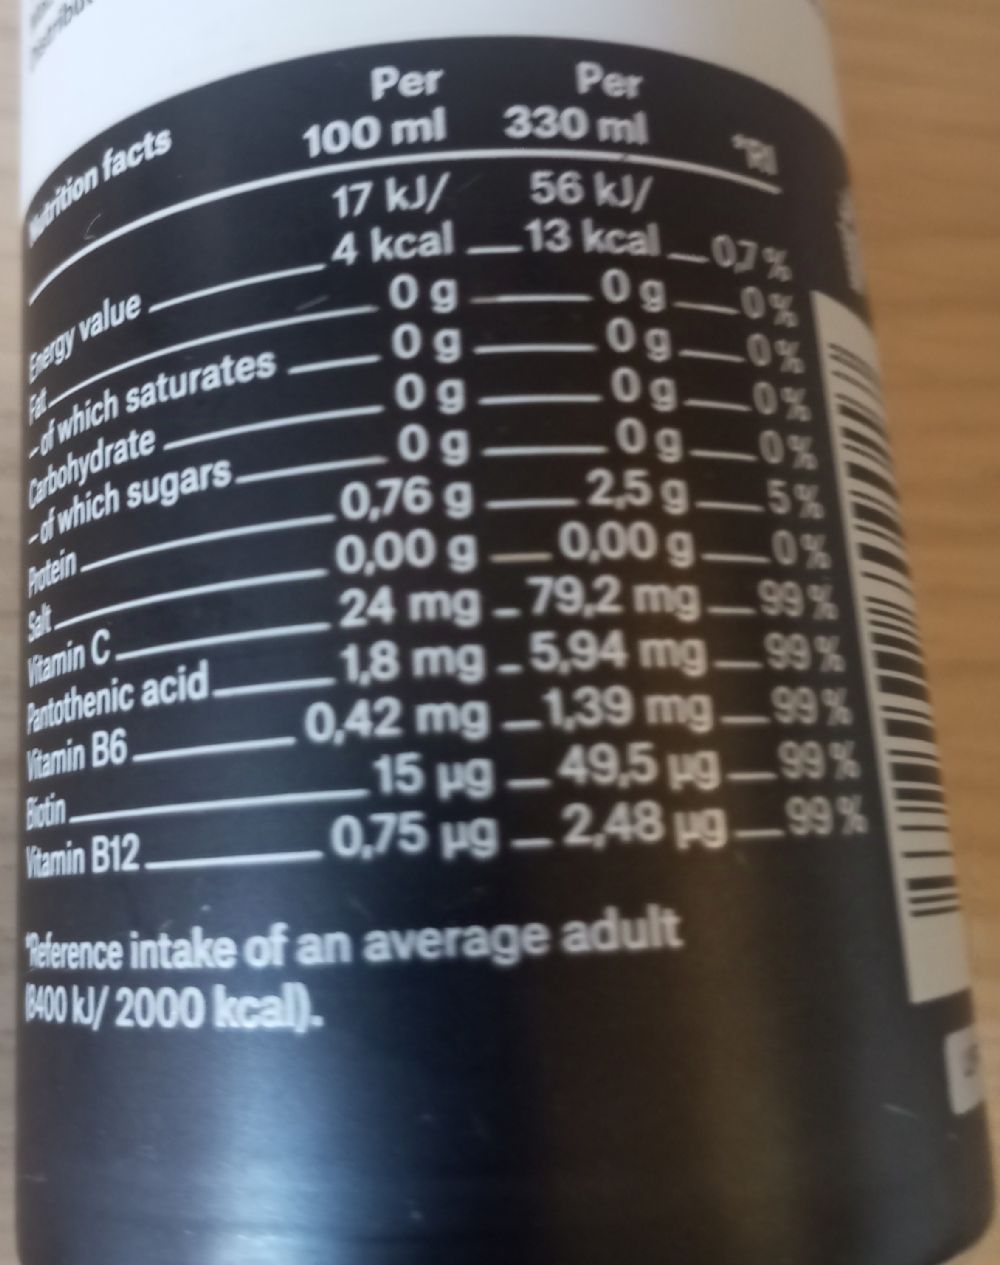 Per Per
Nutrition facts 100 ml 330 ml *RI
17 kJ/ 56 kJ/
Energy value 4 kcal 13 kcal 0,7 %
Fat 0 g 0 g 0 %
- of which saturates 0 g 0 g 0 %
Carbohydrate 0 g 0 g 0 %
- of which sugars 0 g 0 g 0 %
Protein 0,76 g 2,5 g 5 %
Salt 0,00 g 0,00 g 0 %
Vitamin C 24 mg 79,2 mg 99 %
Pantothenic acid 1,8 mg 5,94 mg 99 %
Vitamin B6 0,42 mg 1,39 mg 99 %
Biotin 15 µg 49,5 µg 99 %
Vitamin B12 0,75 µg 2,48 µg 99 %
*Reference intake of an average adult
(8400 kJ/ 2000 kcal).